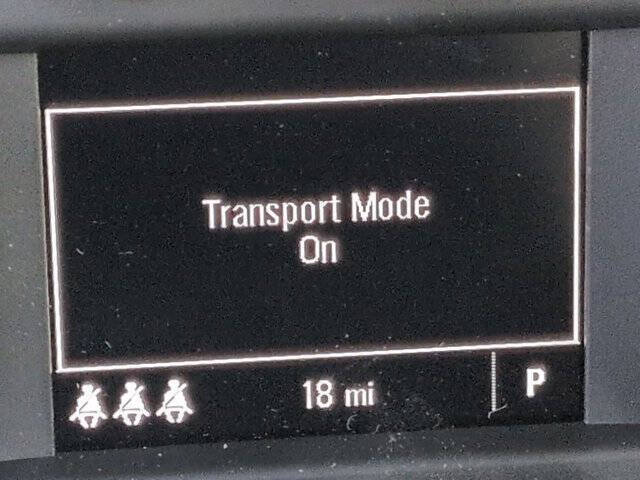 Transport Mode
On
18 mi
P